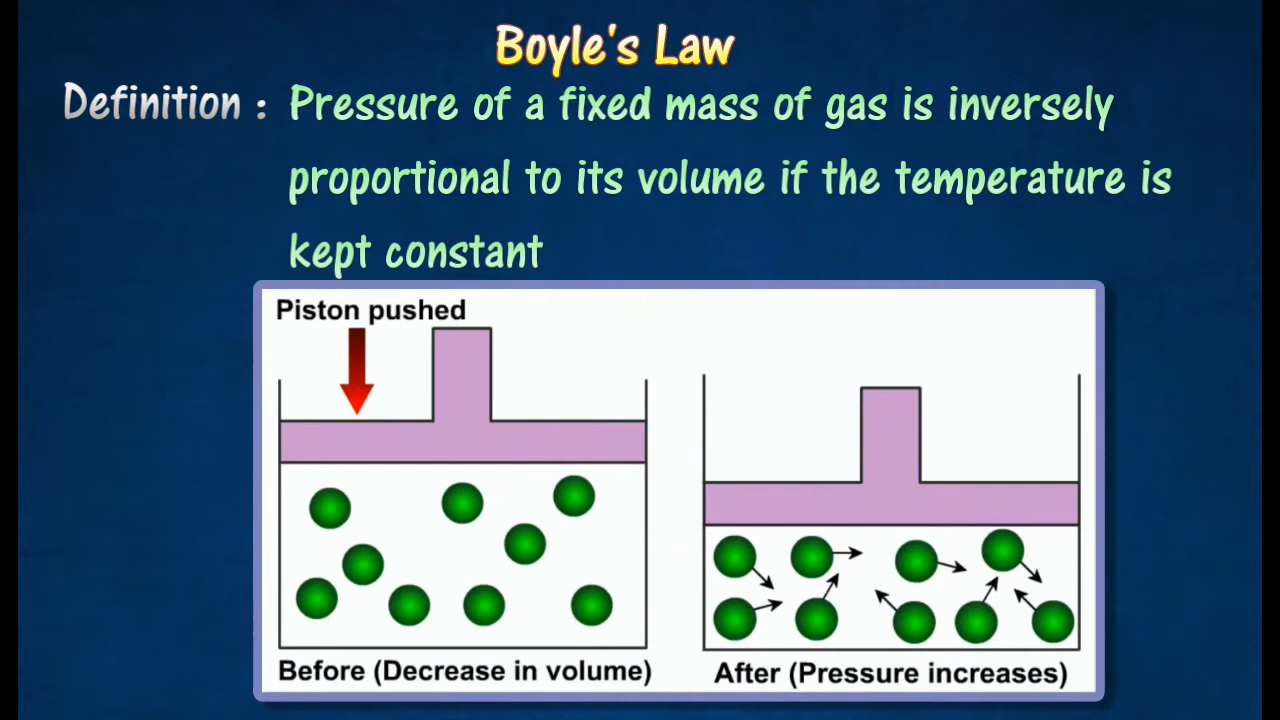 Boyle's Law
Definition : Pressure of a fixed mass of gas is inversely
proportional to its volume if the temperature is
kept constant
Piston pushed
Before (Decrease in volume)
After (Pressure increases)